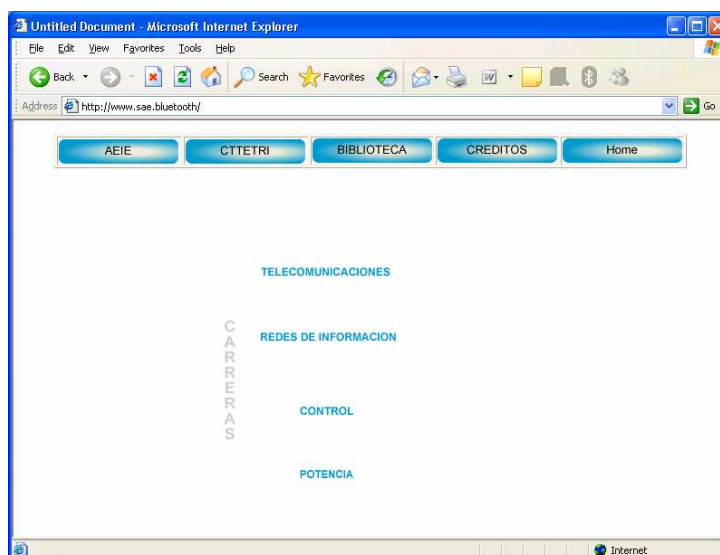 Untitled Document - Microsoft Internet Explorer
File Edit View Favorites Tools Help
Back Search Favorites
Address http://www.sae.bluetooth/ Go
AEIE CTTETRI BIBLIOTECA CREDITOS Home
TELECOMUNICACIONES
CARRERAS
REDES DE INFORMACION
CONTROL
POTENCIA
Internet